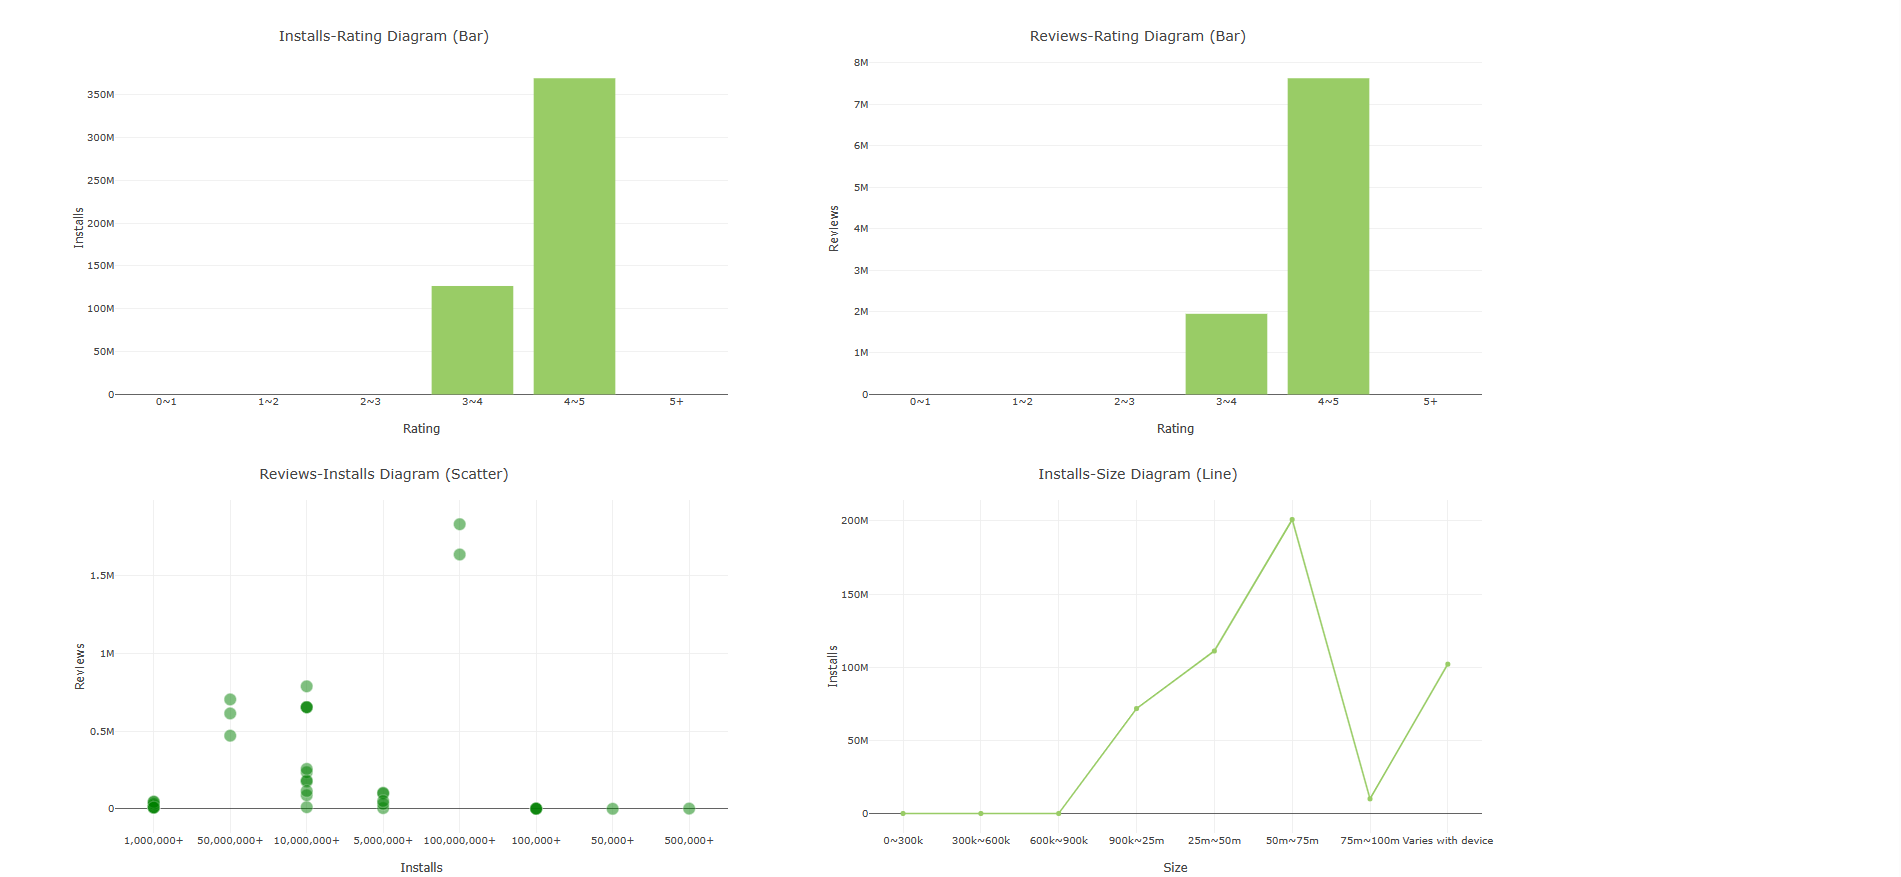 Installs-Rating Diagram (Bar)
350M
300M
250M
200M
150M
100M
50M
0
Installs
0~1 1~2 2~3 3~4 4~5 5+
Rating
Reviews-Rating Diagram (Bar)
8M
7M
6M
5M
4M
3M
2M
1M
0
Reviews
0~1 1~2 2~3 3~4 4~5 5+
Rating
Reviews-Installs Diagram (Scatter)
1.5M
1M
0.5M
0
Reviews
1,000,000+ 50,000,000+ 10,000,000+ 5,000,000+ 100,000,000+ 100,000+ 50,000+ 500,000+
Installs
Installs-Size Diagram (Line)
200M
150M
100M
50M
0
Installs
0~300k 300k~600k 600k~900k 900k~25m 25m~50m 50m~75m 75m~100m Varies with device
Size